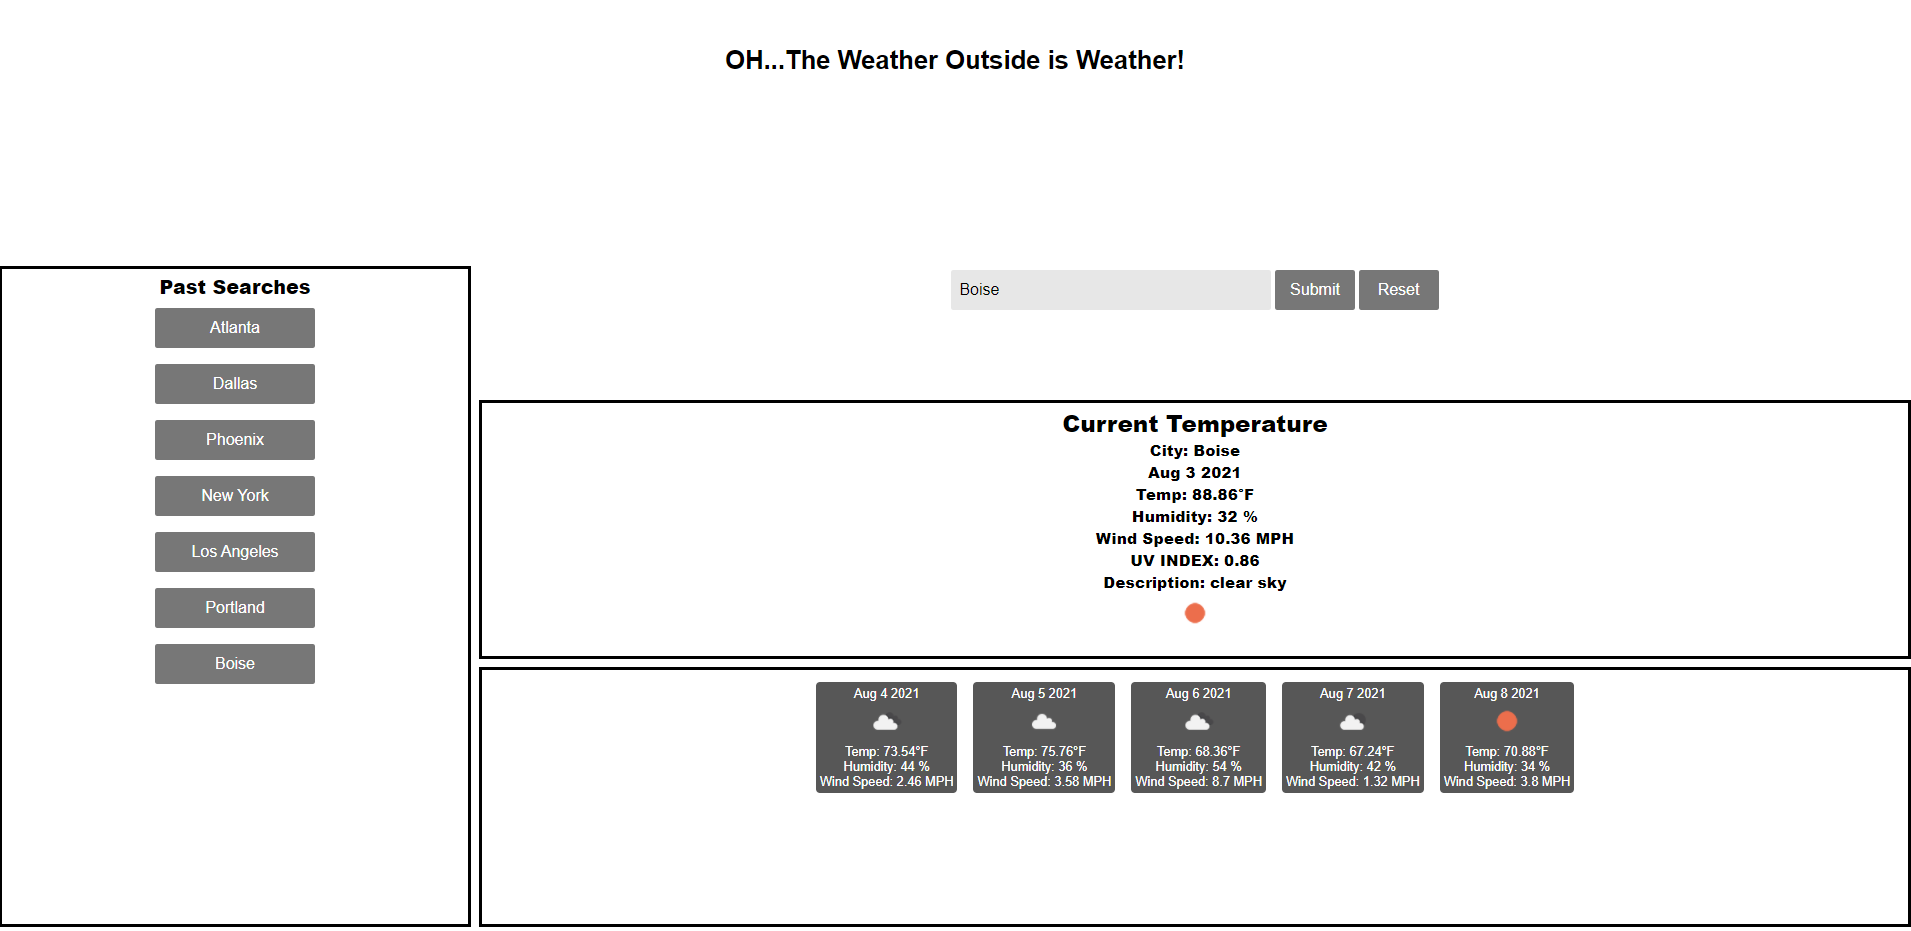 OH...The Weather Outside is Weather!
Past Searches
Atlanta
Dallas
Phoenix
New York
Los Angeles
Portland
Boise
Boise
Submit
Reset
Current Temperature
City: Boise
Aug 3 2021
Temp: 88.86°F
Humidity: 32 %
Wind Speed: 10.36 MPH
UV INDEX: 0.86
Description: clear sky
Aug 4 2021
Temp: 73.54°F
Humidity: 44 %
Wind Speed: 2.46 MPH
Aug 5 2021
Temp: 75.76°F
Humidity: 36 %
Wind Speed: 3.58 MPH
Aug 6 2021
Temp: 68.36°F
Humidity: 54 %
Wind Speed: 8.7 MPH
Aug 7 2021
Temp: 67.24°F
Humidity: 42 %
Wind Speed: 1.32 MPH
Aug 8 2021
Temp: 70.88°F
Humidity: 34 %
Wind Speed: 3.8 MPH